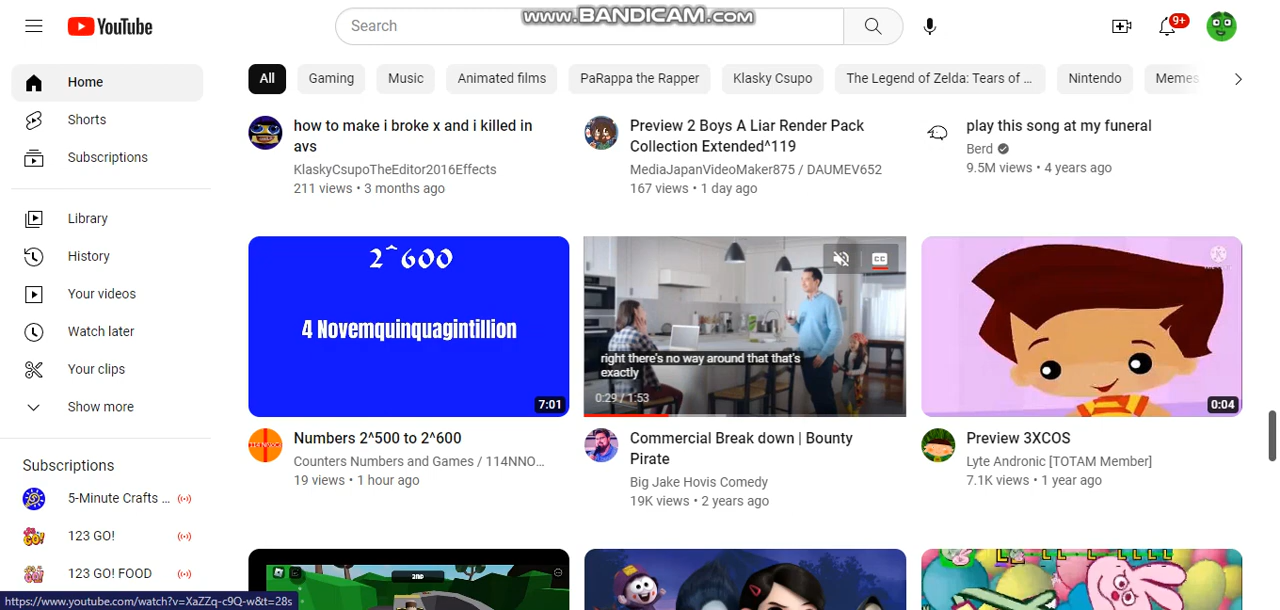 YouTube
Search
www.BANDICAM.com
9+
Home
Shorts
Subscriptions
Library
History
Your videos
Watch later
Your clips
Show more
Subscriptions
5-Minute Crafts ...
123 GO!
123 GO! FOOD
https://www.youtube.com/watch?v=XaZZq-c9Q-w&t=28s
All
Gaming
Music
Animated films
PaRappa the Rapper
Klasky Csupo
The Legend of Zelda: Tears of ...
Nintendo
Memes
how to make i broke x and i killed in
avs
KlaskyCsupoTheEditor2016Effects
211 views • 3 months ago
Preview 2 Boys A Liar Render Pack
Collection Extended^119
MediaJapanVideoMaker875 / DAUMEV652
167 views • 1 day ago
play this song at my funeral
Berd
9.5M views • 4 years ago
2^600
4 Novemquinquagintillion
7:01
Numbers 2^500 to 2^600
Counters Numbers and Games / 114NNO...
19 views • 1 hour ago
CC
right there's no way around that that's
exactly
0:29 / 1:53
Commercial Break down | Bounty
Pirate
Big Jake Hovis Comedy
19K views • 2 years ago
0:04
Preview 3XCOS
Lyte Andronic [TOTAM Member]
7.1K views • 1 year ago
2ND